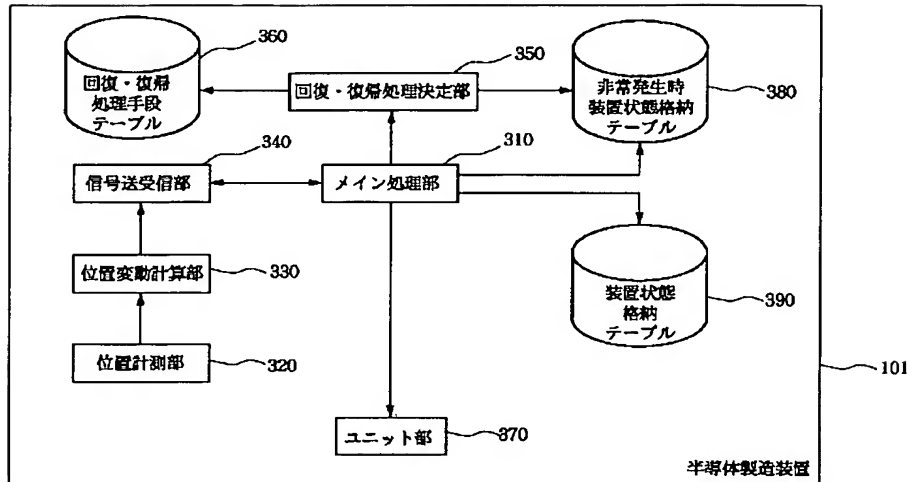 360
回復・復帰
処理手段
テーブル
350
回復・復帰処理決定部
非常発生時
装置状態格納
テーブル
380
340
信号送受信部
310
メイン処理部
位置変動計算部
330
装置状態
格納
テーブル
390
位置計測部
320
101
ユニット部
370
半導体製造装置